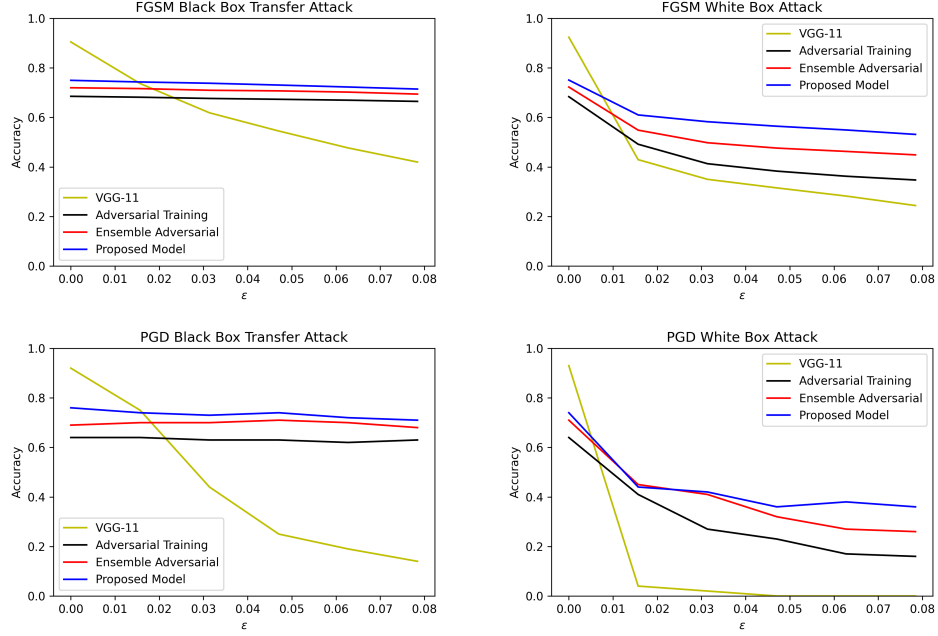 FGSM Black Box Transfer Attack
1.0
0.8
0.6
0.4
0.2
0.0
Accuracy
VGG-11
Adversarial Training
Ensemble Adversarial
Proposed Model
0.00 0.01 0.02 0.03 0.04 0.05 0.06 0.07 0.08
ε
FGSM White Box Attack
1.0
0.8
0.6
0.4
0.2
0.0
Accuracy
VGG-11
Adversarial Training
Ensemble Adversarial
Proposed Model
0.00 0.01 0.02 0.03 0.04 0.05 0.06 0.07 0.08
ε
PGD Black Box Transfer Attack
1.0
0.8
0.6
0.4
0.2
0.0
Accuracy
VGG-11
Adversarial Training
Ensemble Adversarial
Proposed Model
0.00 0.01 0.02 0.03 0.04 0.05 0.06 0.07 0.08
ε
PGD White Box Attack
1.0
0.8
0.6
0.4
0.2
0.0
Accuracy
VGG-11
Adversarial Training
Ensemble Adversarial
Proposed Model
0.00 0.01 0.02 0.03 0.04 0.05 0.06 0.07 0.08
ε